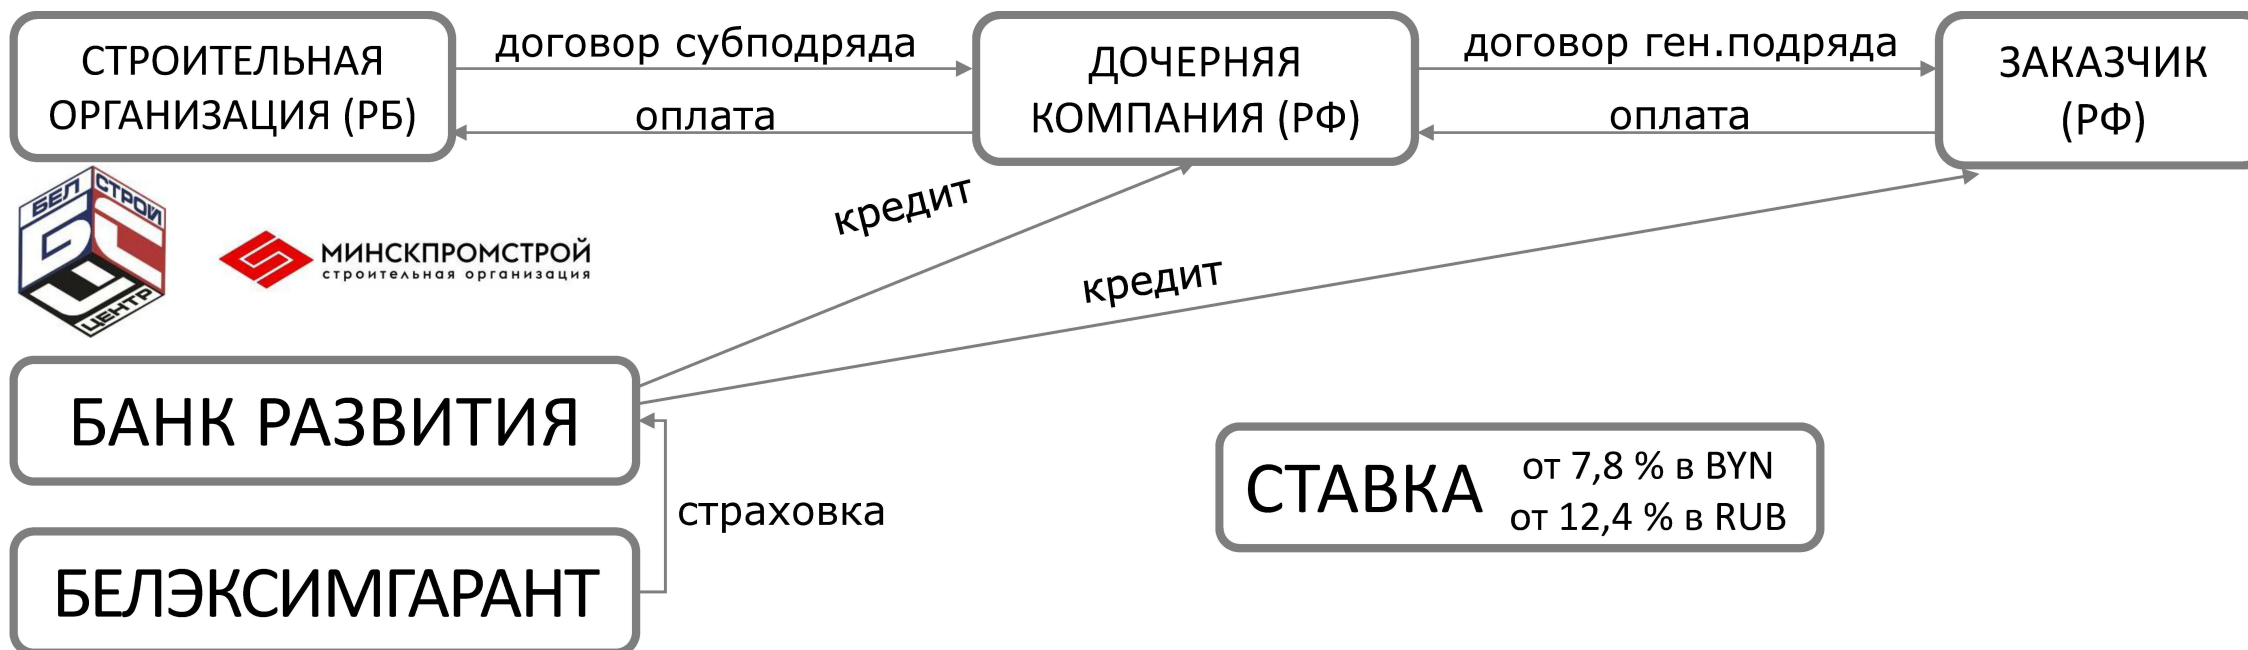 СТРОИТЕЛЬНАЯ
ОРГАНИЗАЦИЯ (РБ)
договор субподряда
оплата
ДОЧЕРНЯЯ
КОМПАНИЯ (РФ)
договор ген.подряда
оплата
ЗАКАЗЧИК
(РФ)
БЕЛ СТРОЙ
БСЦ
ЦЕНТР
МИНСКПРОМСТРОЙ
строительная организация
кредит
кредит
БАНК РАЗВИТИЯ
страховка
БЕЛЭКСИМГАРАНТ
СТАВКА
от 7,8 % в BYN
от 12,4 % в RUB